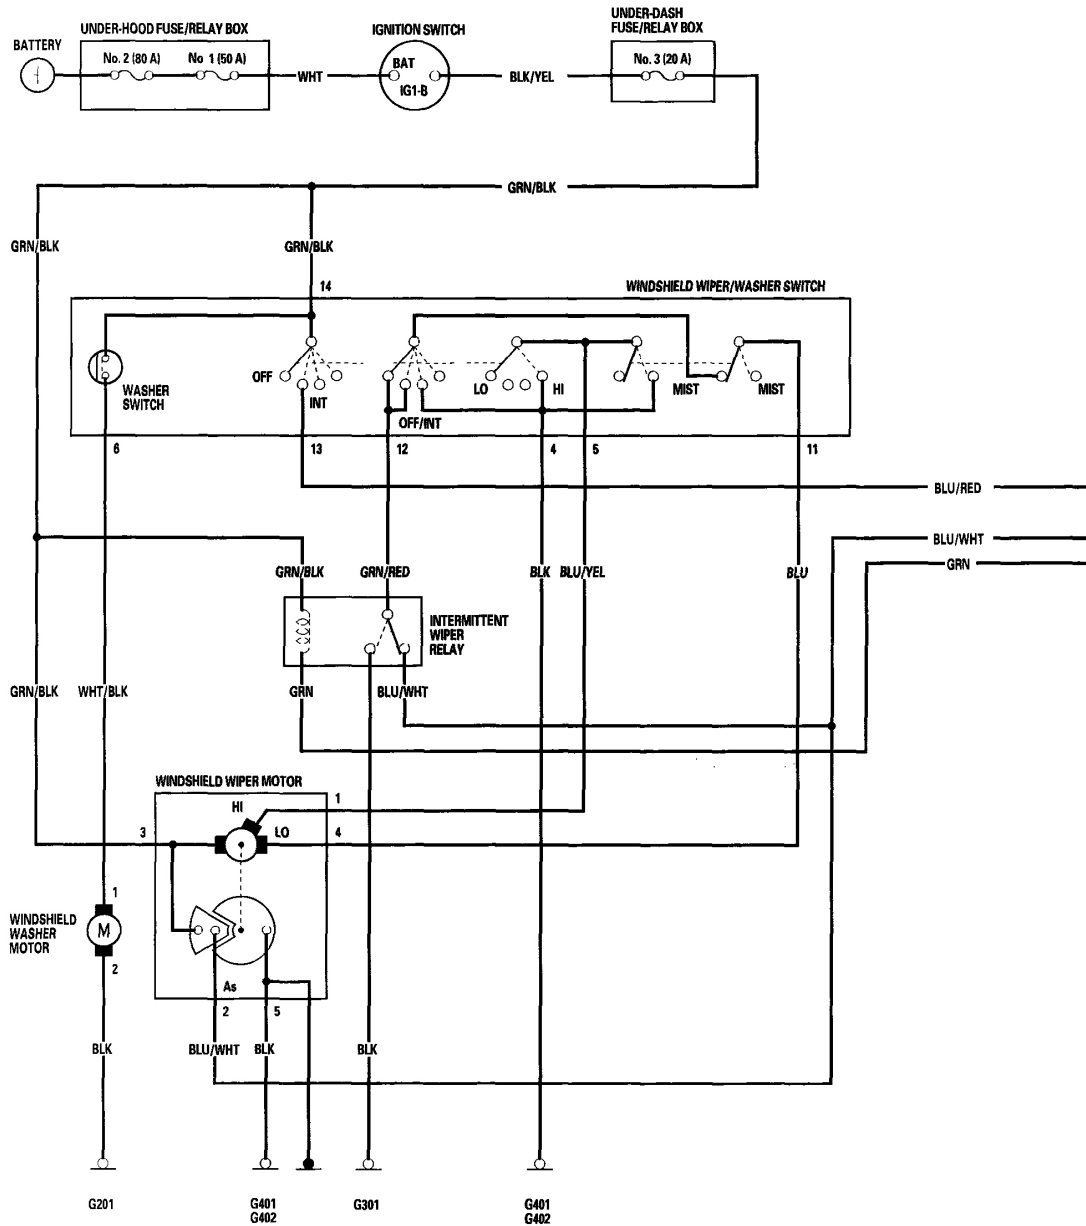 UNDER-HOOD FUSE/RELAY BOX
IGNITION SWITCH
UNDER-DASH
FUSE/RELAY BOX
BATTERY
No. 2 (80 A)
No 1 (50 A)
WHT
BAT
IG1-B
BLK/YEL
No. 3 (20 A)
GRN/BLK
GRN/BLK
GRN/BLK
14
WINDSHIELD WIPER/WASHER SWITCH
WASHER
SWITCH
OFF
INT
OFF/INT
LO
HI
MIST
MIST
6
13
12
4
5
11
BLU/RED
BLU/WHT
GRN
GRN/BLK
GRN/RED
BLK
BLU/YEL
BLU
INTERMITTENT
WIPER
RELAY
GRN/BLK
WHT/BLK
GRN
BLU/WHT
WINDSHIELD WIPER MOTOR
HI
1
3
LO
4
1
WINDSHIELD
WASHER
MOTOR
M
2
As
2
5
BLK
BLU/WHT
BLK
BLK
G201
G401
G402
G301
G401
G402